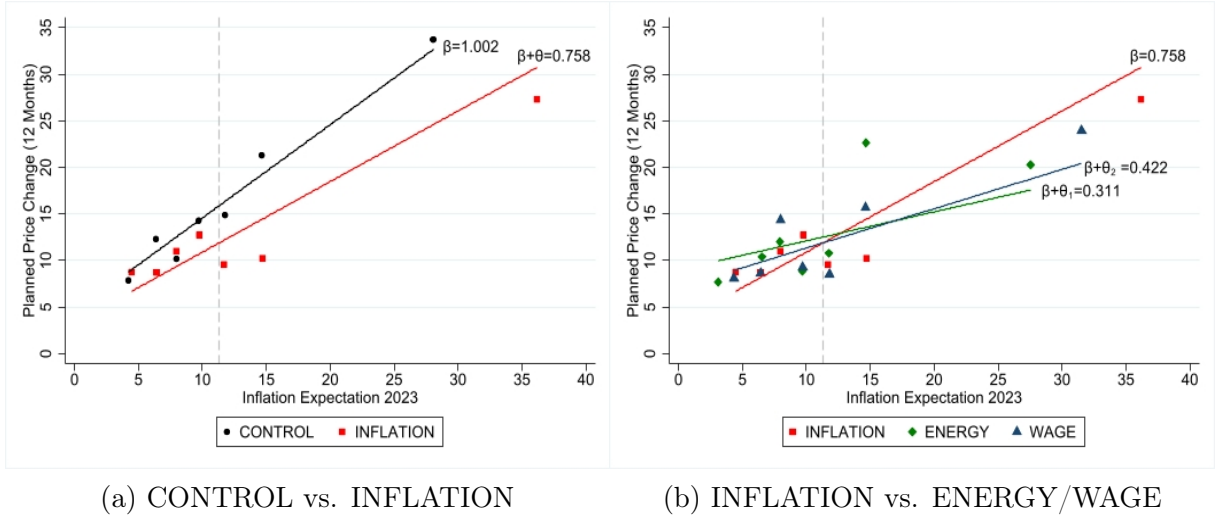 35
30
25
20
15
10
5
0
Planned Price Change (12 Months)
β=1.002
β+θ=0.758
0 5 10 15 20 25 30 35 40
Inflation Expectation 2023
CONTROL INFLATION
(a) CONTROL vs. INFLATION
35
30
25
20
15
10
5
0
Planned Price Change (12 Months)
β=0.758
β+θ₂ =0.422
β+θ₁=0.311
0 5 10 15 20 25 30 35 40
Inflation Expectation 2023
INFLATION ENERGY WAGE
(b) INFLATION vs. ENERGY/WAGE